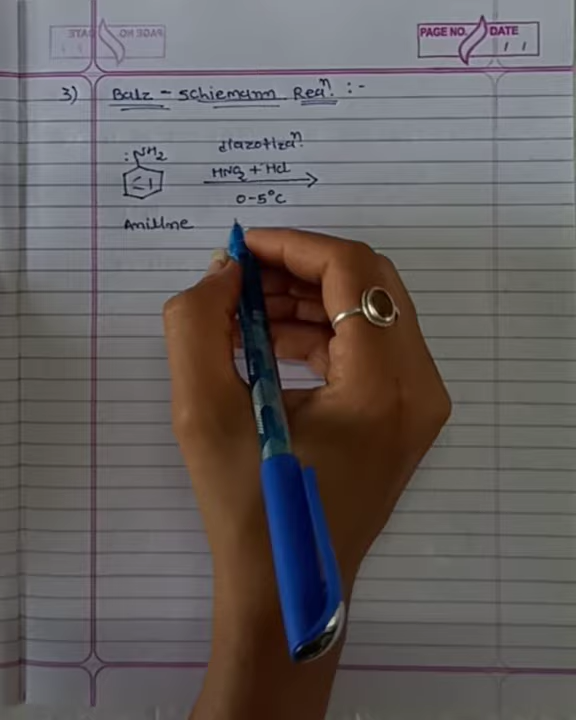 PAGE NO. DATE
/ /
3) Balz - Schiemann Reaⁿ. :-
:NH₂ diazotizaⁿ.
HNO₂ + HCl
0-5°C
Aniline